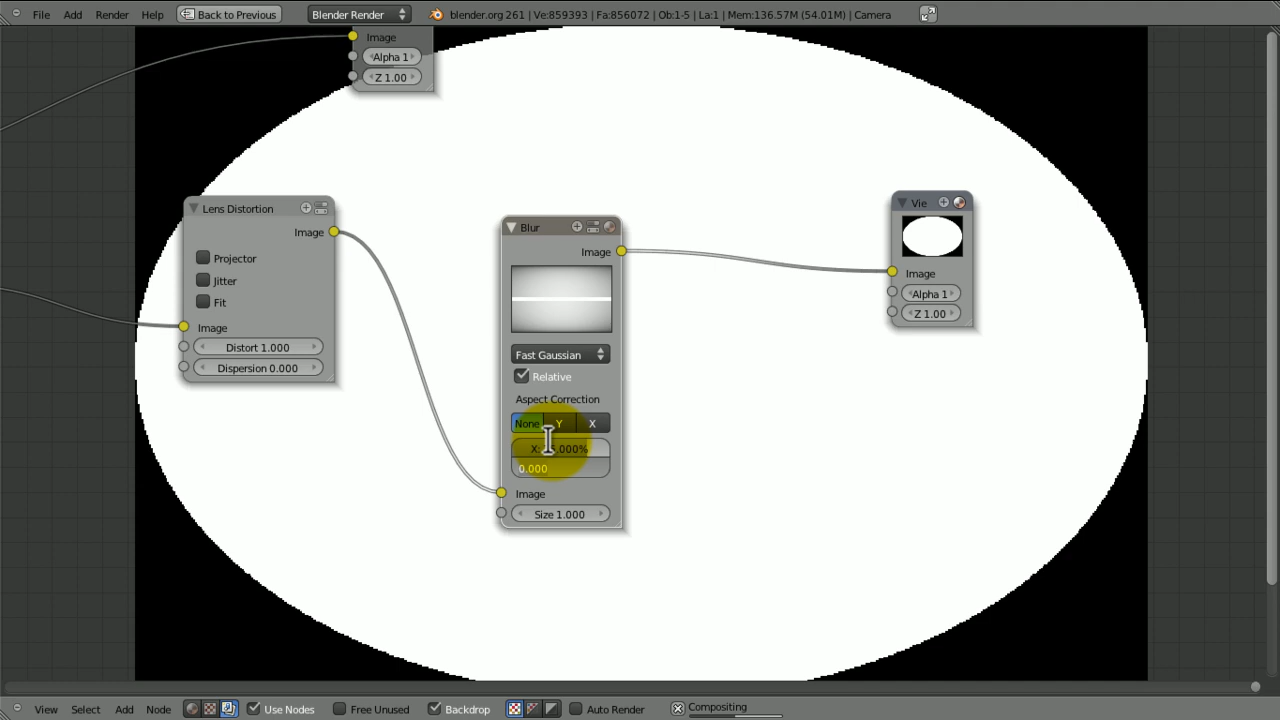 File Add Render Help Back to Previous Blender Render blender.org 261 | Ve:859393 | Fa:856072 | Ob:1-5 | La:1 | Mem:136.57M (54.01M) | Camera
Image
Alpha 1
Z 1.00
Lens Distortion
Image
Projector
Jitter
Fit
Image
Distort 1.000
Dispersion 0.000
Blur
Image
Fast Gaussian
Relative
Aspect Correction
None Y X
X: .000%
0.000
Image
Size 1.000
Vie
Image
Alpha 1
Z 1.00
View Select Add Node Use Nodes Free Unused Backdrop Auto Render Compositing